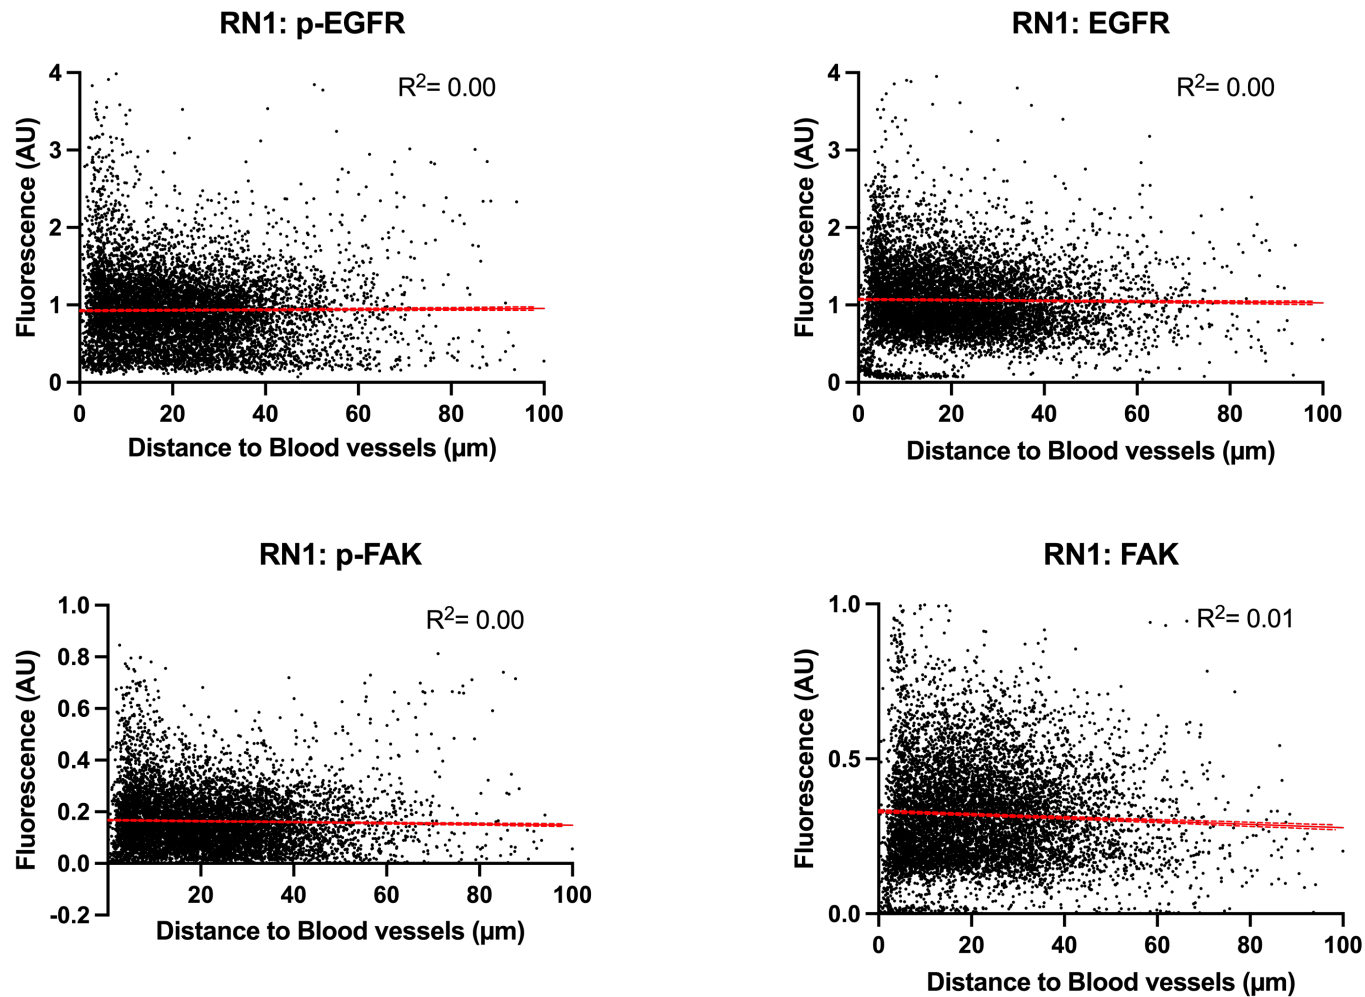 RN1: p-EGFR
R²= 0.00
Fluorescence (AU)
4
3
2
1
0
0 20 40 60 80 100
Distance to Blood vessels (µm)
RN1: EGFR
R²= 0.00
Fluorescence (AU)
4
3
2
1
0
0 20 40 60 80 100
Distance to Blood vessels (µm)
RN1: p-FAK
R²= 0.00
Fluorescence (AU)
1.0
0.8
0.6
0.4
0.2
0.0
-0.2
20 40 60 80 100
Distance to Blood vessels (µm)
RN1: FAK
R²= 0.01
Fluorescence (AU)
1.0
0.5
0.0
0 20 40 60 80 100
Distance to Blood vessels (µm)